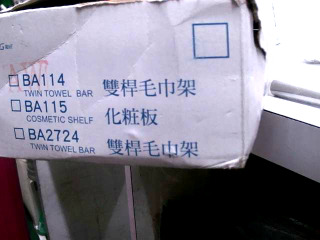 BA114 雙桿毛巾架
TWIN TOWEL BAR
BA115 化粧板
COSMETIC SHELF
BA2724 雙桿毛巾架
TWIN TOWEL BAR